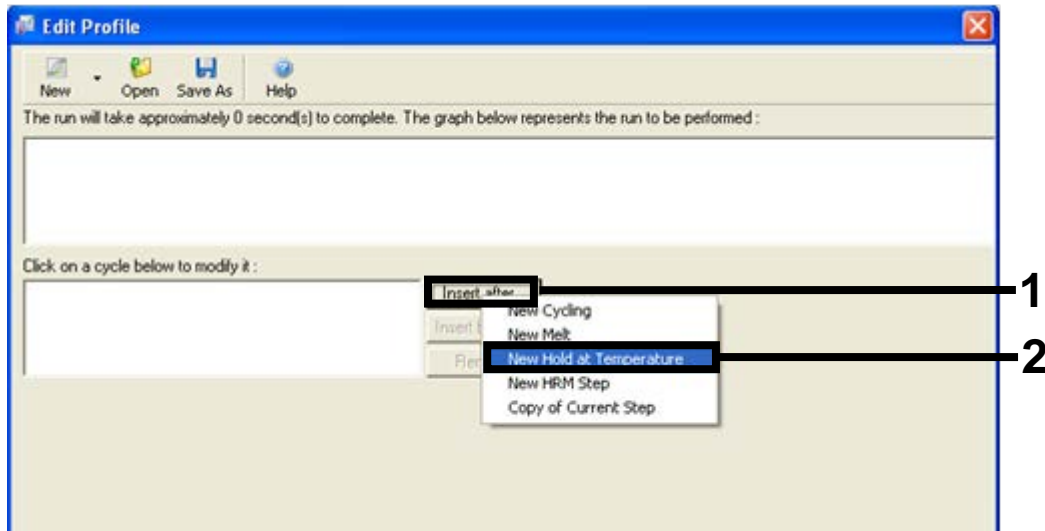 Edit Profile
New Open Save As Help
The run will take approximately 0 second(s) to complete. The graph below represents the run to be performed :
Click on a cycle below to modify it :
Insert after... 1
New Cycling
Insert
New Melt
New Hold at Temperature 2
New HRM Step
Copy of Current Step